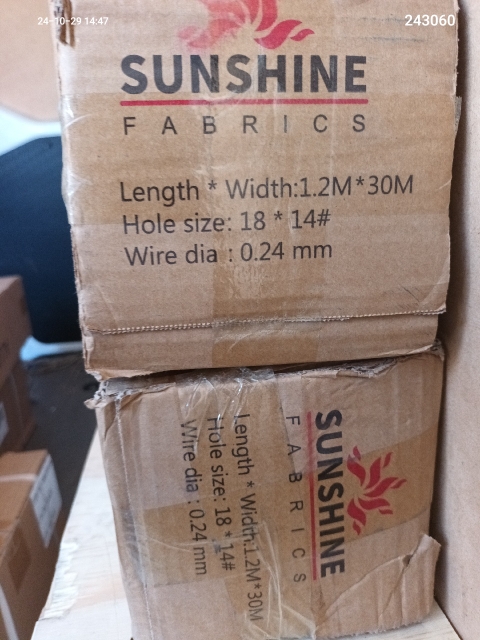 24-10-29 14:47
243060
SUNSHINE
FABRICS
Length * Width:1.2M*30M
Hole size: 18 * 14#
Wire dia : 0.24 mm
SUNSHINE
FABRICS
Length * Width:1.2M*30M
Hole size: 18 * 14#
Wire dia : 0.24 mm